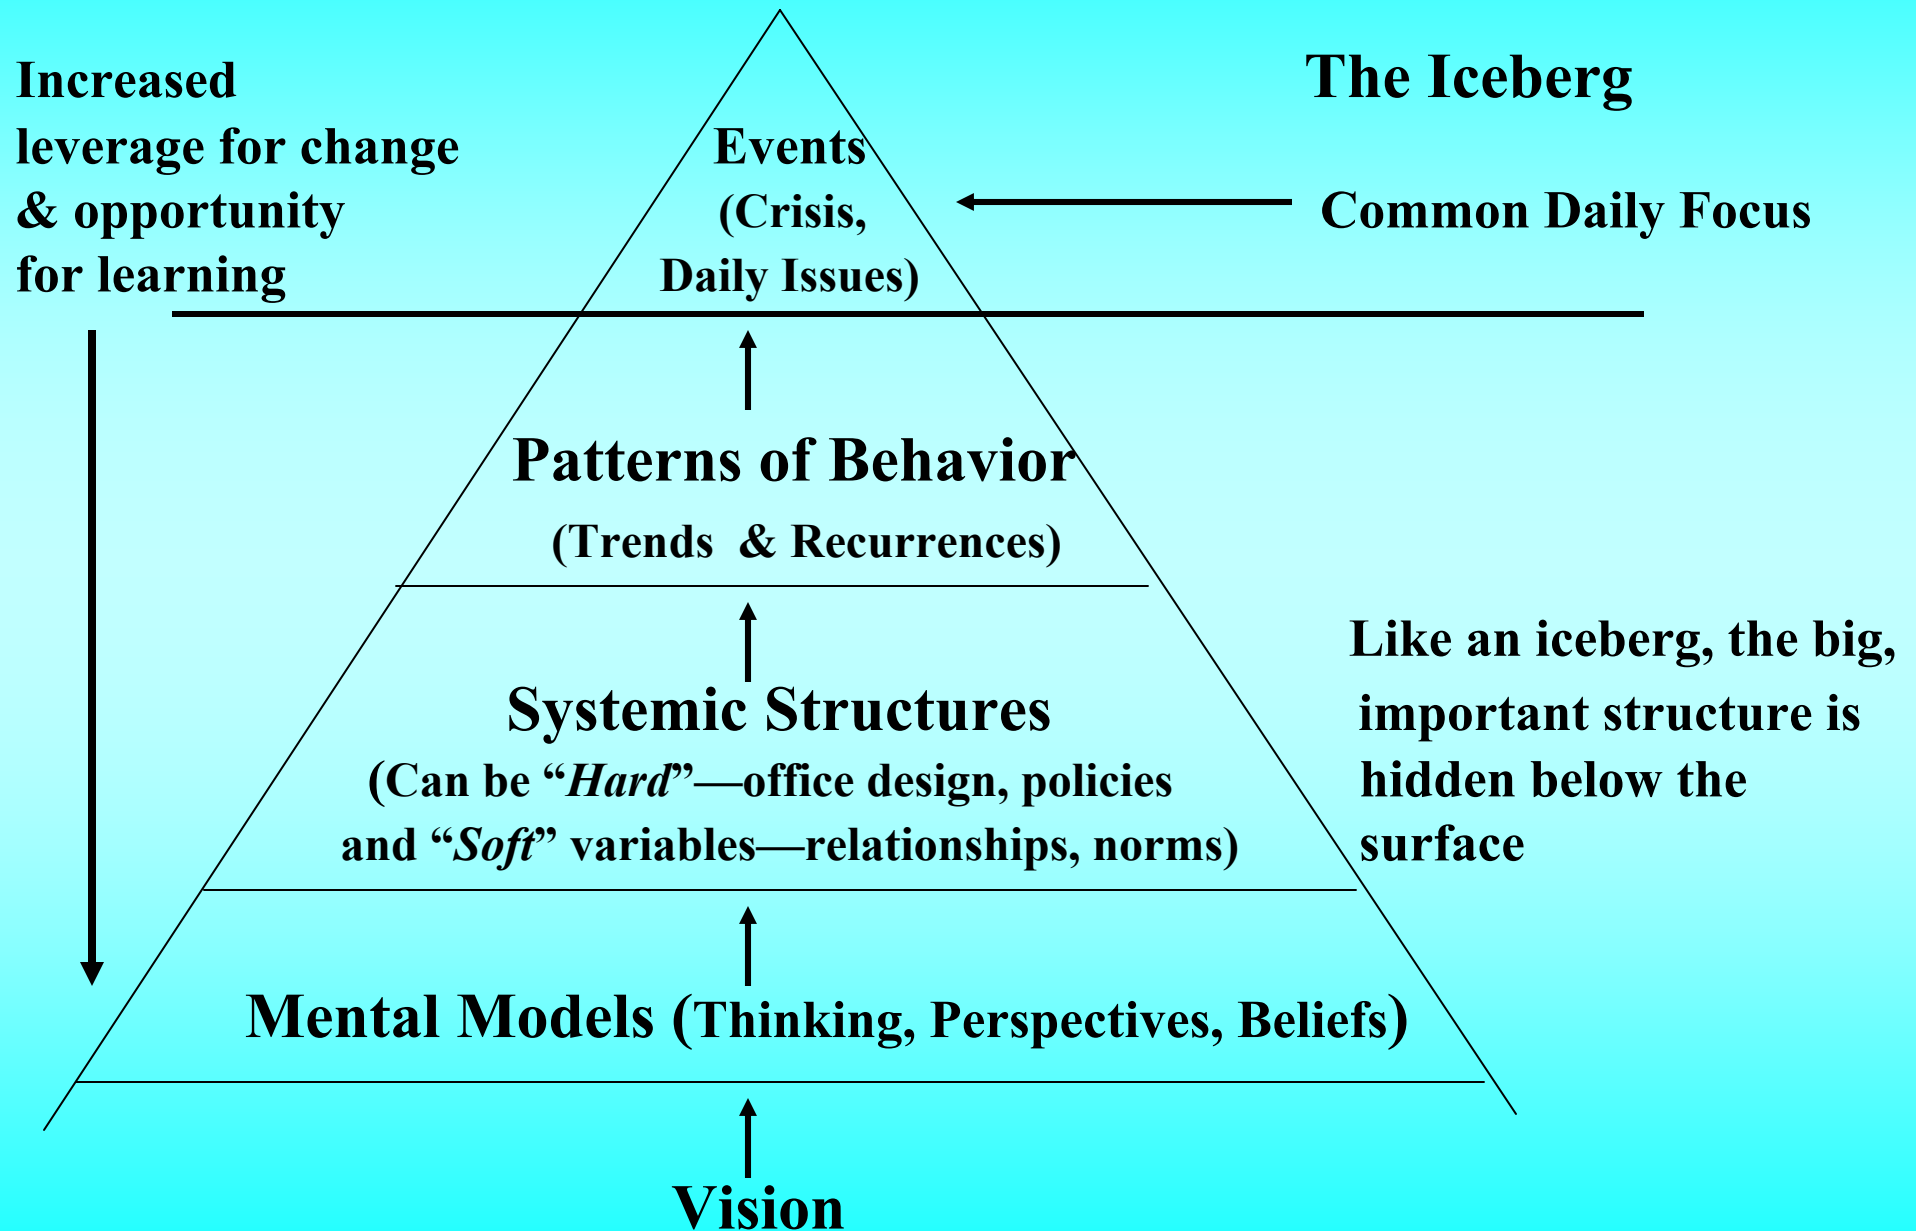 The Iceberg
Increased
leverage for change
& opportunity
for learning
Events
(Crisis,
Daily Issues)
Common Daily Focus
Patterns of Behavior
(Trends & Recurrences)
Systemic Structures
(Can be “Hard”—office design, policies
and “Soft” variables—relationships, norms)
Like an iceberg, the big,
important structure is
hidden below the
surface
Mental Models (Thinking, Perspectives, Beliefs)
Vision